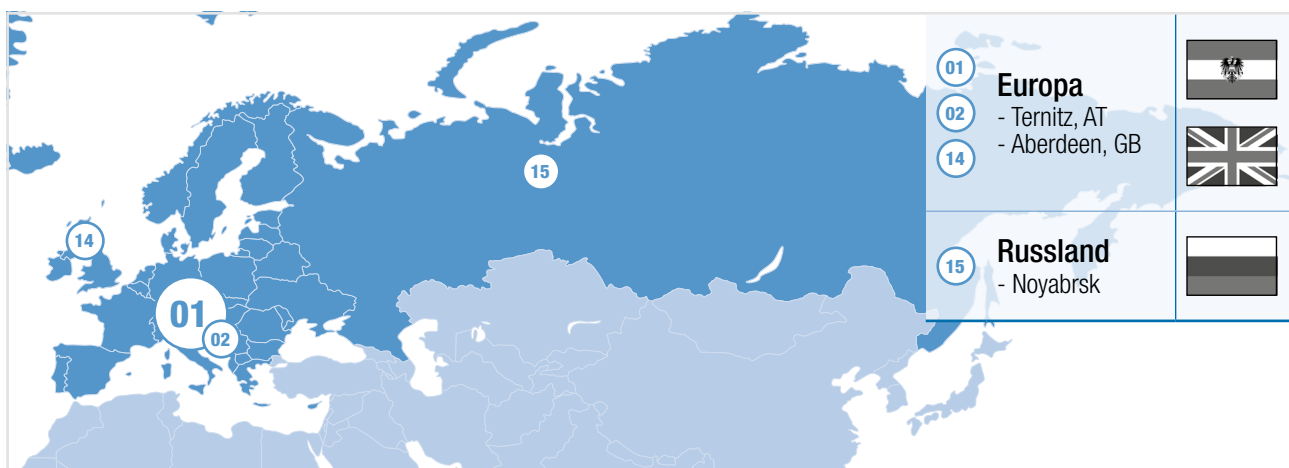 01
02
14
Europa
- Ternitz, AT
- Aberdeen, GB
15
Russland
- Noyabrsk
15
14
01
02